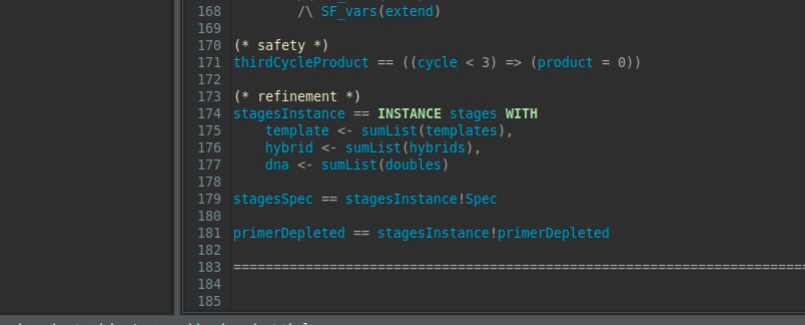 168 /\ SF_vars(extend)
169
170 (* safety *)
171 thirdCycleProduct == ((cycle < 3) => (product = 0))
172
173 (* refinement *)
174 stagesInstance == INSTANCE stages WITH
175 template <- sumList(templates),
176 hybrid <- sumList(hybrids),
177 dna <- sumList(doubles)
178
179 stagesSpec == stagesInstance!Spec
180
181 primerDepleted == stagesInstance!primerDepleted
182
183 ================================================================================
184
185